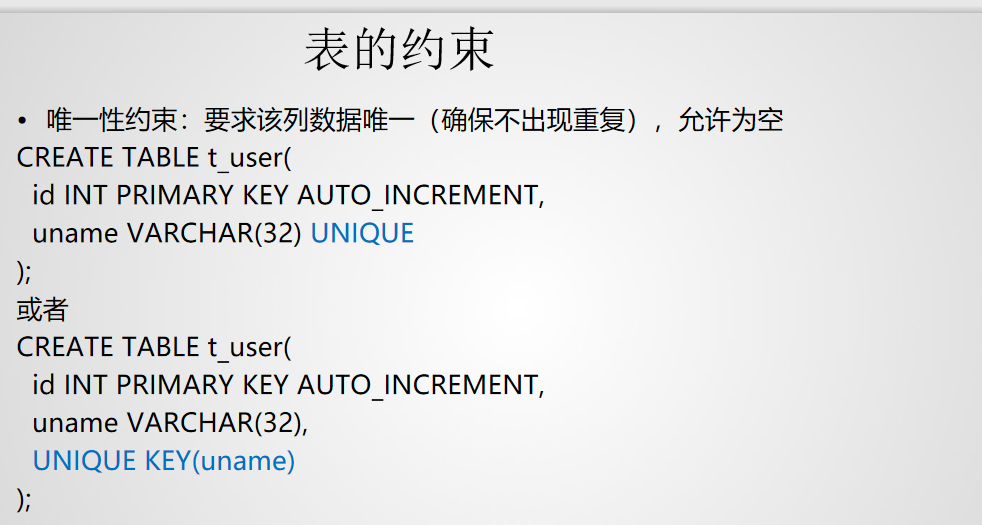 表的约束
• 唯一性约束：要求该列数据唯一（确保不出现重复），允许为空
CREATE TABLE t_user(
id INT PRIMARY KEY AUTO_INCREMENT,
uname VARCHAR(32) UNIQUE
);
或者
CREATE TABLE t_user(
id INT PRIMARY KEY AUTO_INCREMENT,
uname VARCHAR(32),
UNIQUE KEY(uname)
);